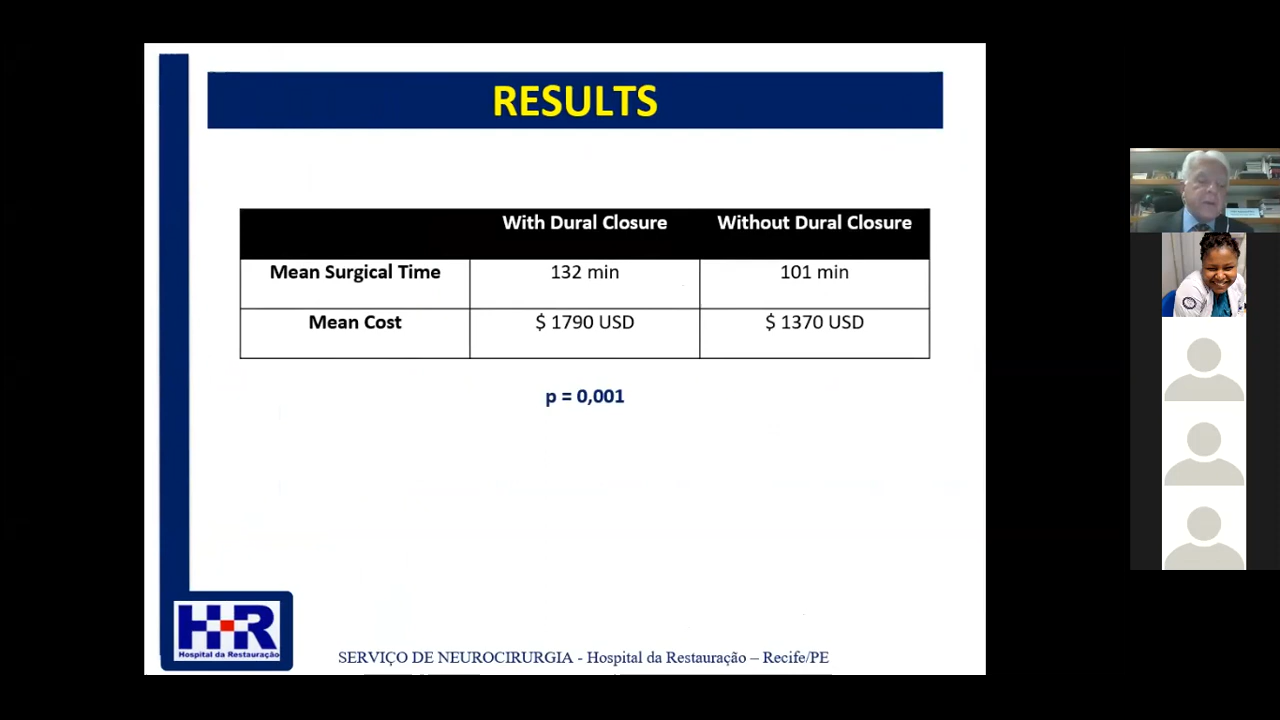 RESULTS
With Dural Closure Without Dural Closure
Mean Surgical Time 132 min 101 min
Mean Cost $ 1790 USD $ 1370 USD
p = 0,001
H+R
Hospital da Restauração
SERVIÇO DE NEUROCIRURGIA - Hospital da Restauração – Recife/PE